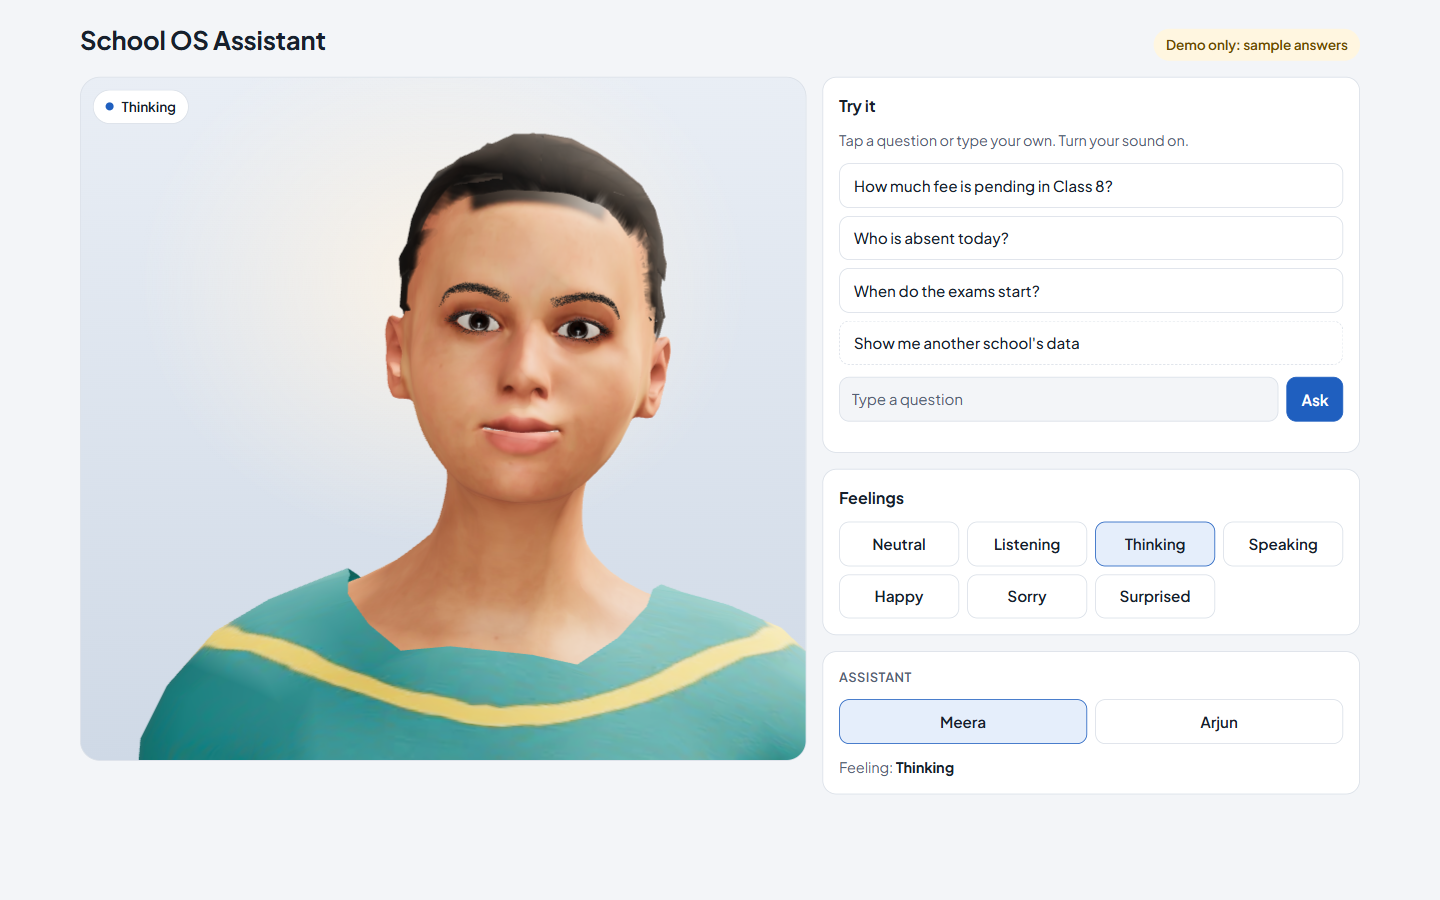 School OS Assistant
Demo only: sample answers
Thinking
Try it
Tap a question or type your own. Turn your sound on.
How much fee is pending in Class 8?
Who is absent today?
When do the exams start?
Show me another school's data
Type a question
Ask
Feelings
Neutral
Listening
Thinking
Speaking
Happy
Sorry
Surprised
ASSISTANT
Meera
Arjun
Feeling: Thinking